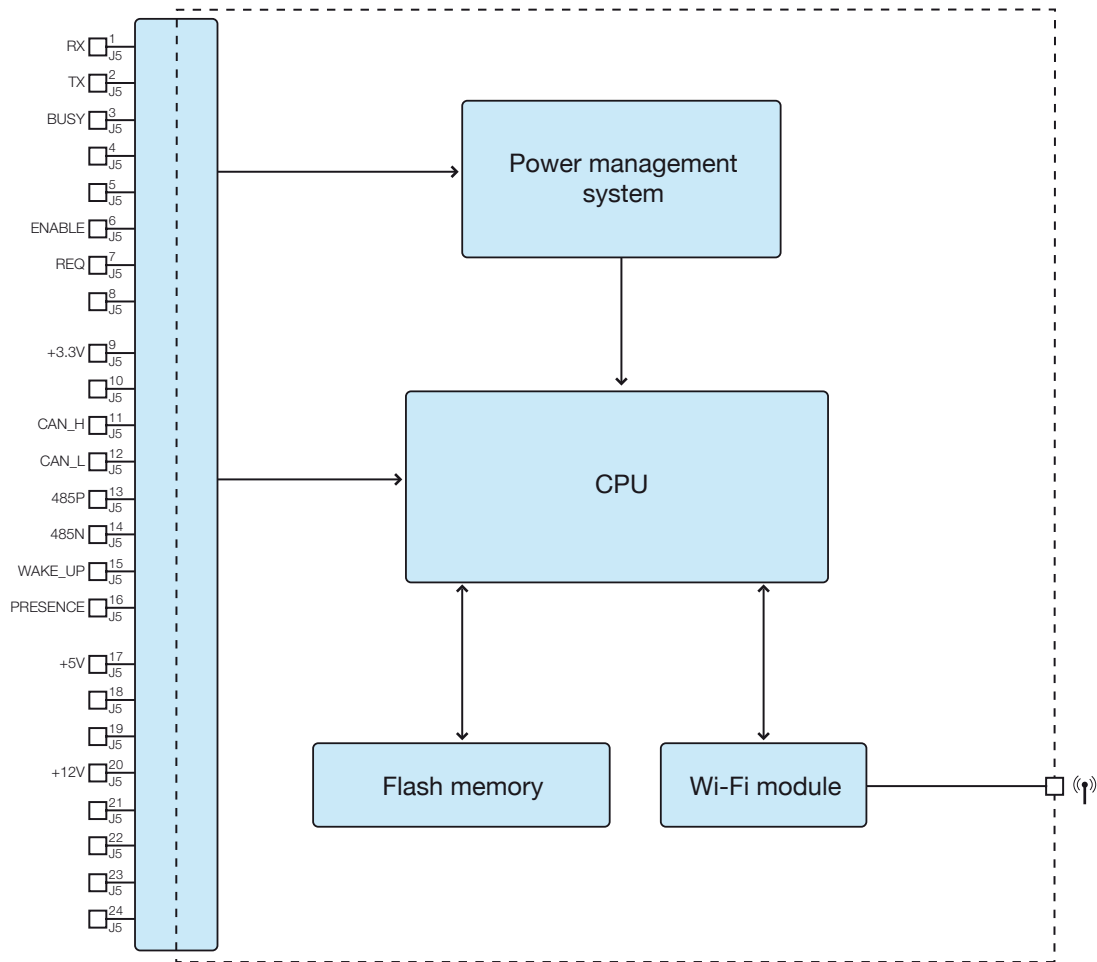 RX 1
J5
TX 2
J5
BUSY 3
J5
4
J5
5
J5
ENABLE 6
J5
REQ 7
J5
8
J5
+3.3V 9
J5
10
J5
CAN_H 11
J5
CAN_L 12
J5
485P 13
J5
485N 14
J5
WAKE_UP 15
J5
PRESENCE 16
J5
+5V 17
J5
18
J5
19
J5
+12V 20
J5
21
J5
22
J5
23
J5
24
J5
Power management
system
CPU
Flash memory
Wi-Fi module